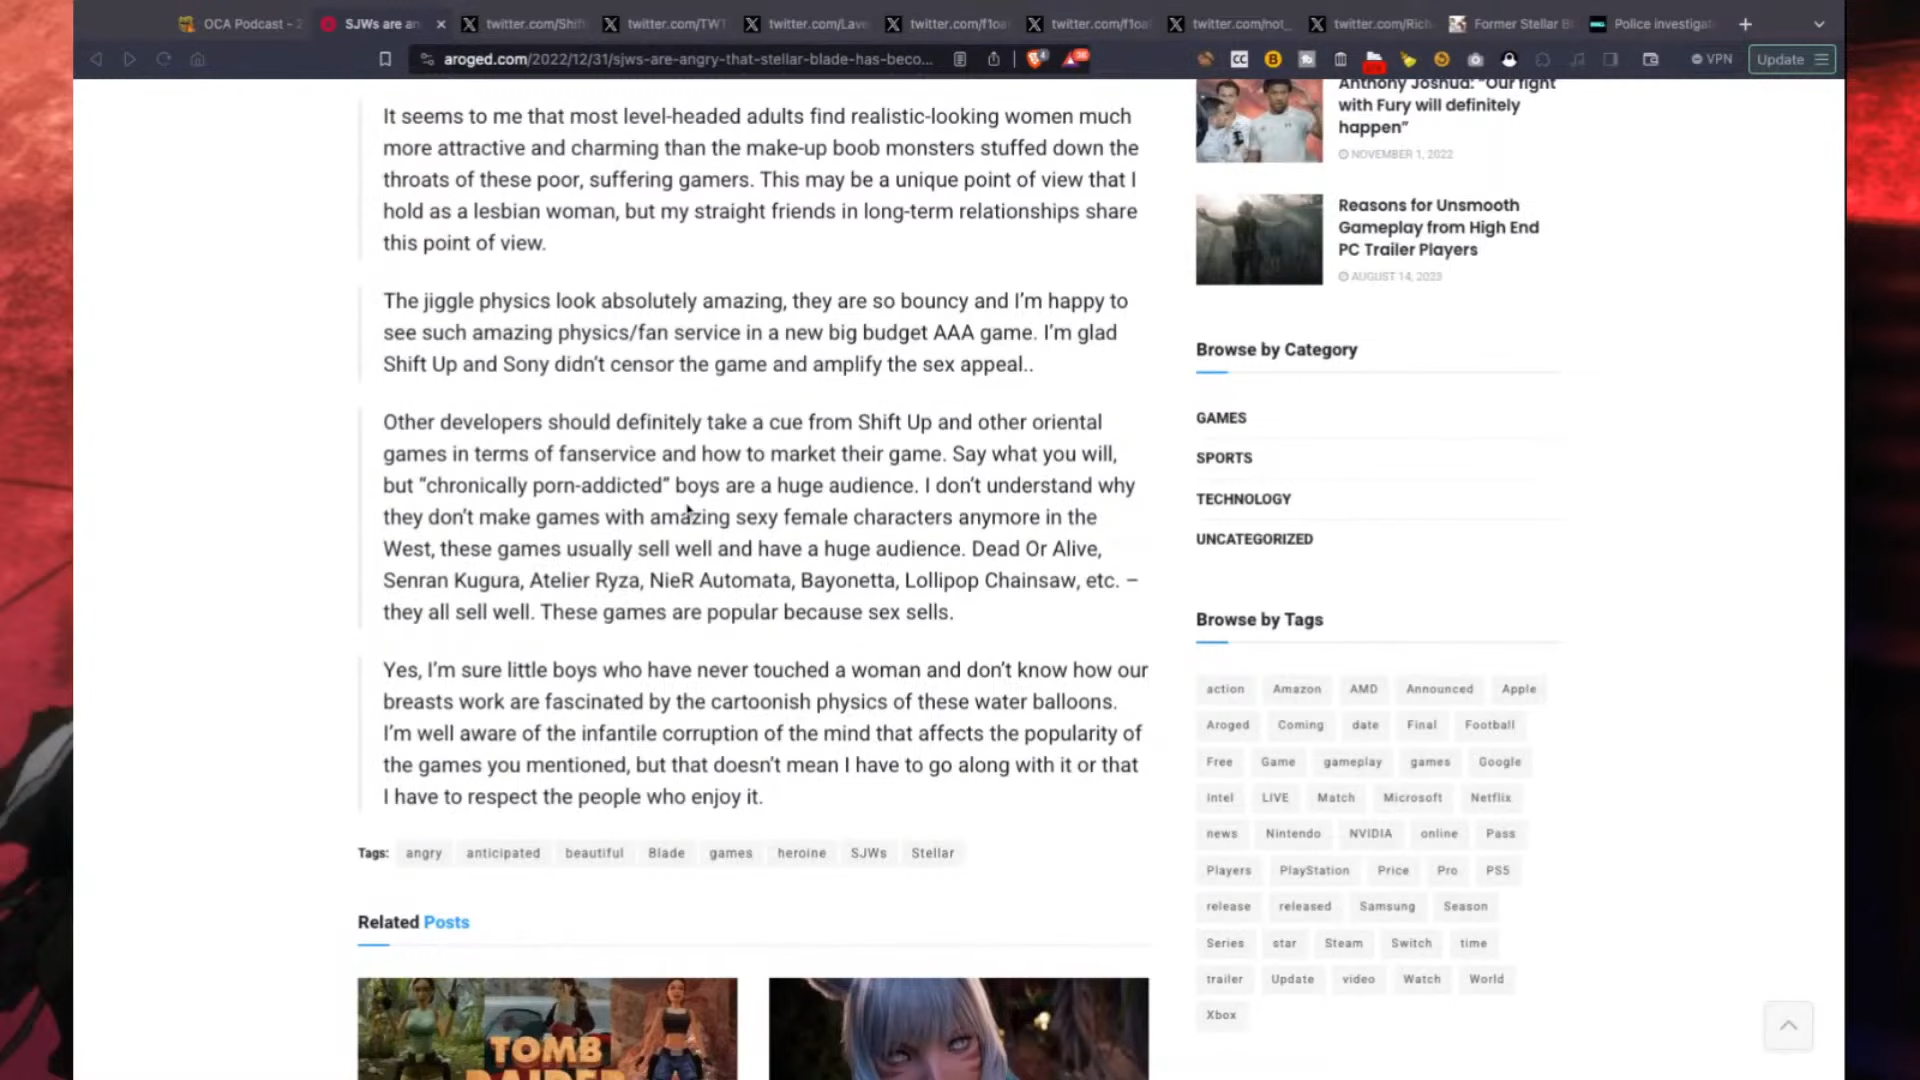 OCA Podcast - 2
SJWs are an
twitter.com/Shif
twitter.com/TWT
twitter.com/Lave
twitter.com/f1oa
twitter.com/f1oa
twitter.com/not_
twitter.com/Rich
Former Stellar B
Police investiga
aroged.com/2022/12/31/sjws-are-angry-that-stellar-blade-has-beco...
VPN
Update
It seems to me that most level-headed adults find realistic-looking women much
more attractive and charming than the make-up boob monsters stuffed down the
throats of these poor, suffering gamers. This may be a unique point of view that I
hold as a lesbian woman, but my straight friends in long-term relationships share
this point of view.
The jiggle physics look absolutely amazing, they are so bouncy and I'm happy to
see such amazing physics/fan service in a new big budget AAA game. I'm glad
Shift Up and Sony didn't censor the game and amplify the sex appeal..
Other developers should definitely take a cue from Shift Up and other oriental
games in terms of fanservice and how to market their game. Say what you will,
but "chronically porn-addicted" boys are a huge audience. I don't understand why
they don't make games with amazing sexy female characters anymore in the
West, these games usually sell well and have a huge audience. Dead Or Alive,
Senran Kugura, Atelier Ryza, NieR Automata, Bayonetta, Lollipop Chainsaw, etc. –
they all sell well. These games are popular because sex sells.
Yes, I'm sure little boys who have never touched a woman and don't know how our
breasts work are fascinated by the cartoonish physics of these water balloons.
I'm well aware of the infantile corruption of the mind that affects the popularity of
the games you mentioned, but that doesn't mean I have to go along with it or that
I have to respect the people who enjoy it.
Tags: angry anticipated beautiful Blade games heroine SJWs Stellar
Related Posts
TOMB
RAIDER
Anthony Joshua: "Our fight
with Fury will definitely
happen"
NOVEMBER 1, 2022
Reasons for Unsmooth
Gameplay from High End
PC Trailer Players
AUGUST 14, 2023
Browse by Category
GAMES
SPORTS
TECHNOLOGY
UNCATEGORIZED
Browse by Tags
action Amazon AMD Announced Apple
Aroged Coming date Final Football
Free Game gameplay games Google
Intel LIVE Match Microsoft Netflix
news Nintendo NVIDIA online Pass
Players PlayStation Price Pro PS5
release released Samsung Season
Series star Steam Switch time
trailer Update video Watch World
Xbox